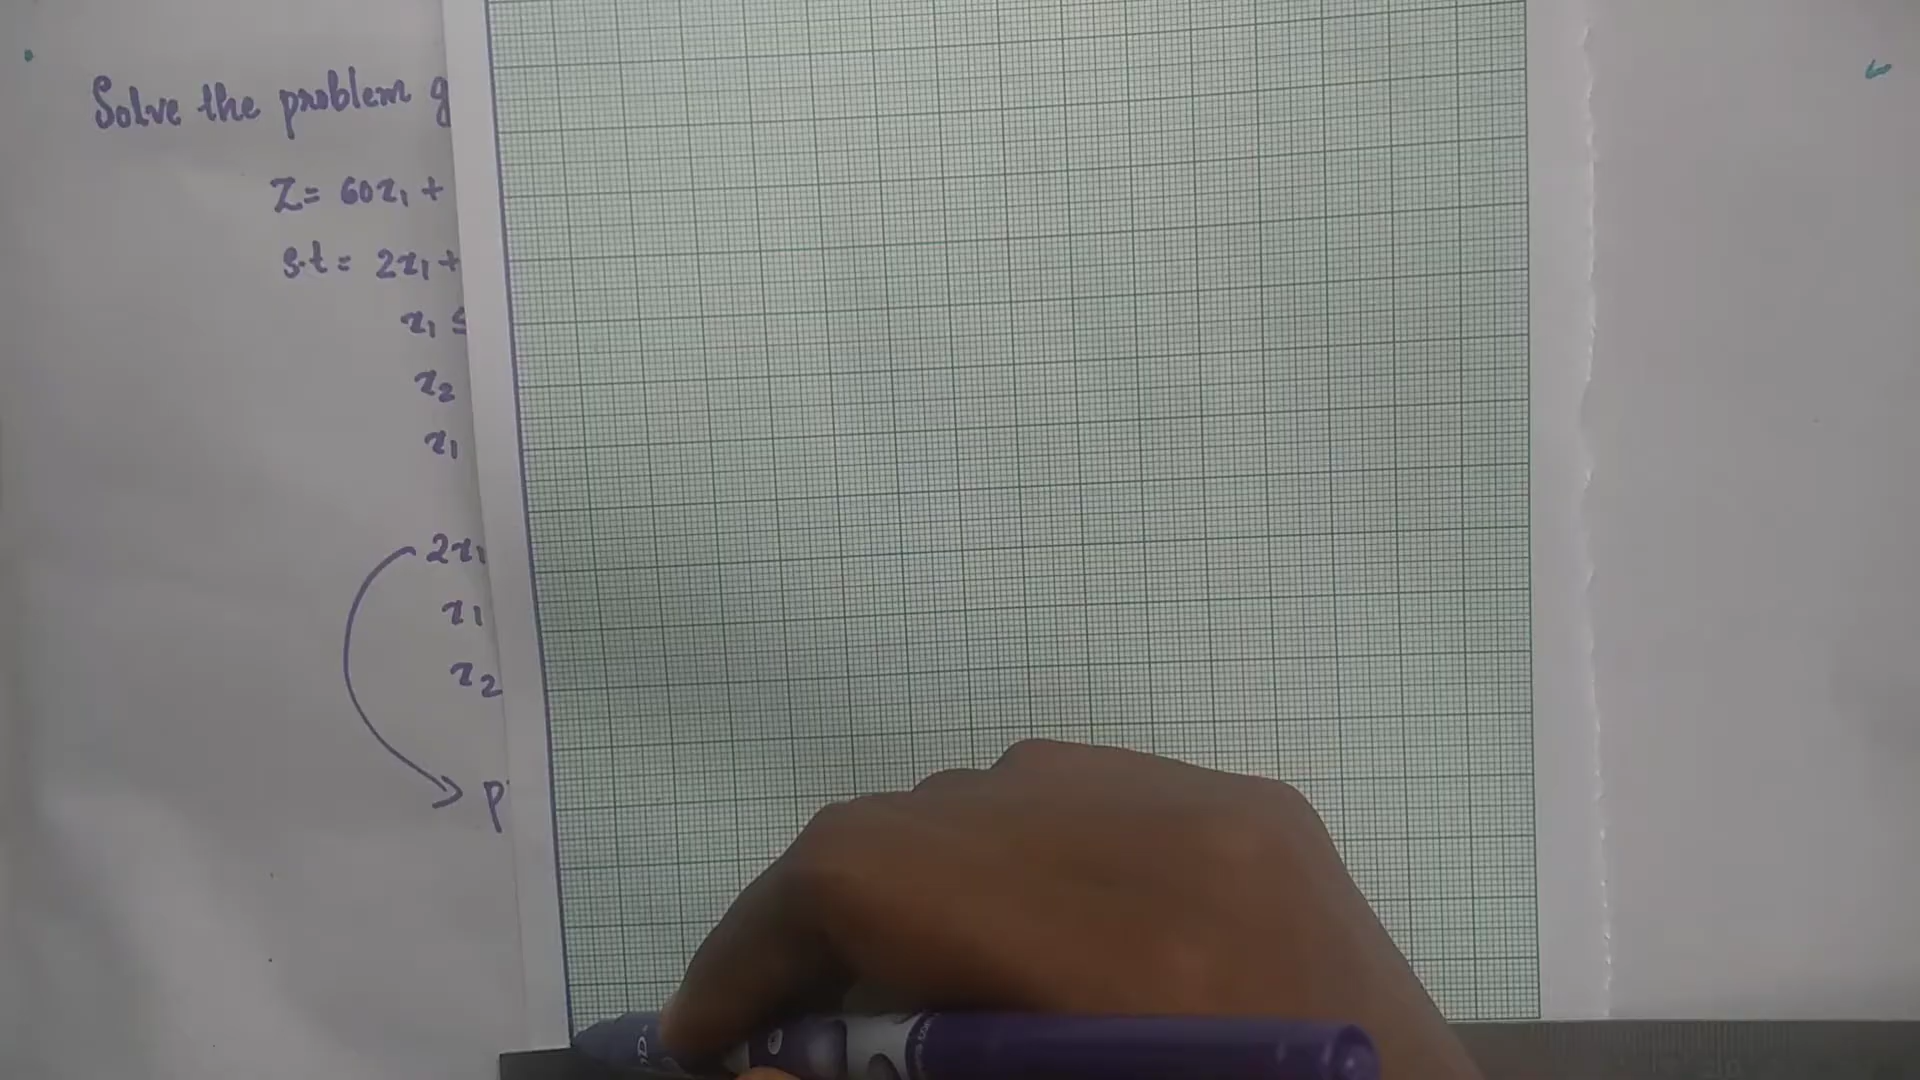 Solve the problem g
Z= 60x₁ +
s.t = 2x₁ +
x₁ ≤
x₂
x₁
2x₁
x₁
x₂
P